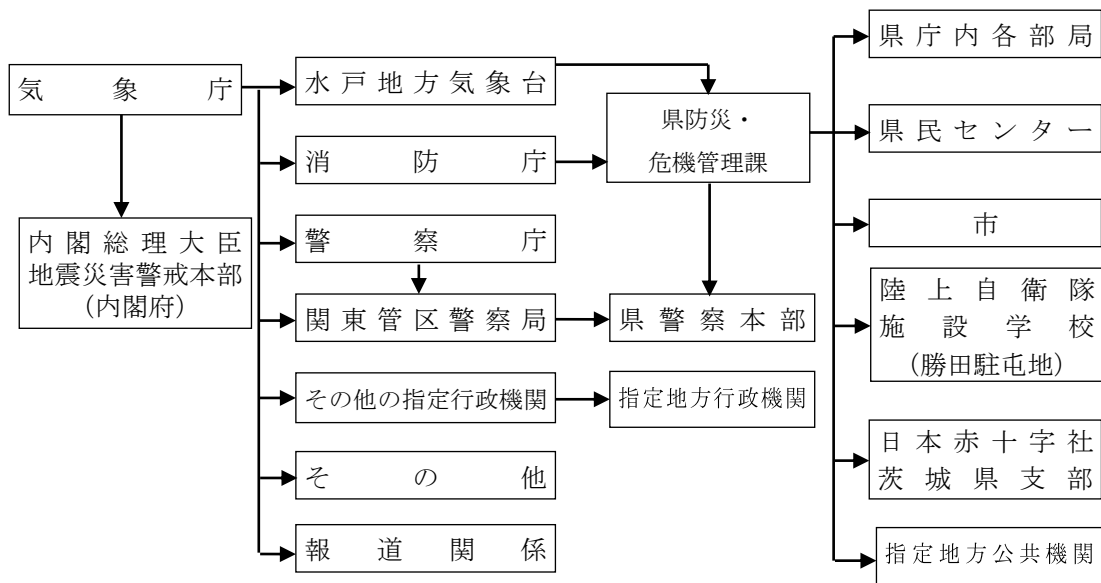 気象庁
内閣総理大臣
地震災害警戒本部
(内閣府)
水戸地方気象台
消防庁
警察庁
関東管区警察局
その他の指定行政機関
その他
報道関係
県防災・
危機管理課
県警察本部
指定地方行政機関
県庁内各部局
県民センター
市
陸上自衛隊
施設学校
(勝田駐屯地)
日本赤十字社
茨城県支部
指定地方公共機関